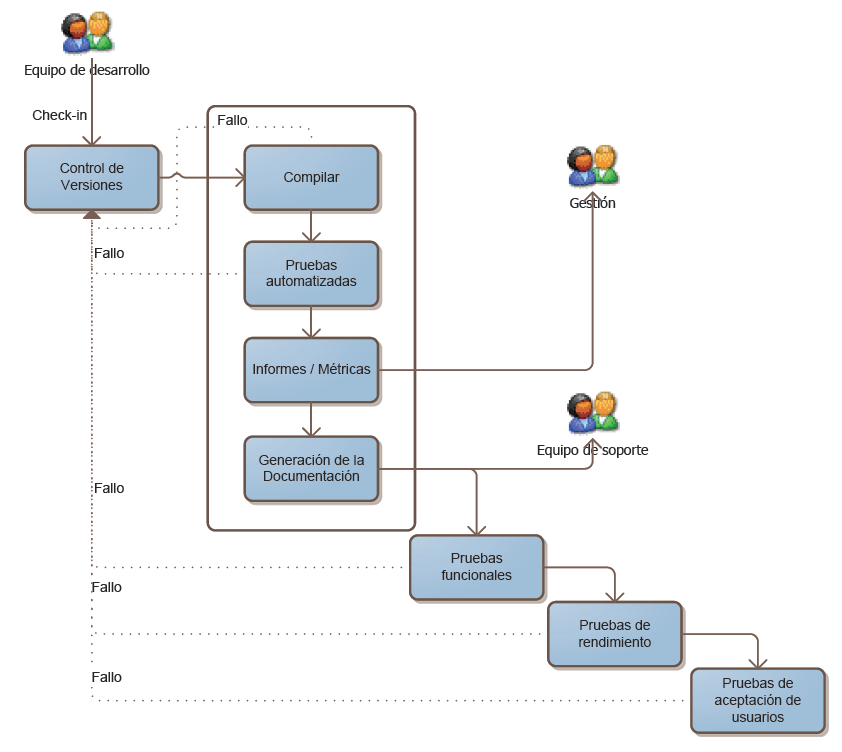 Equipo de desarrollo
Check-in
Fallo
Control de
Versiones
Compilar
Gestión
Fallo
Pruebas
automatizadas
Informes / Métricas
Equipo de soporte
Generación de la
Documentación
Fallo
Pruebas
funcionales
Fallo
Pruebas de
rendimiento
Fallo
Pruebas de
aceptación de
usuarios